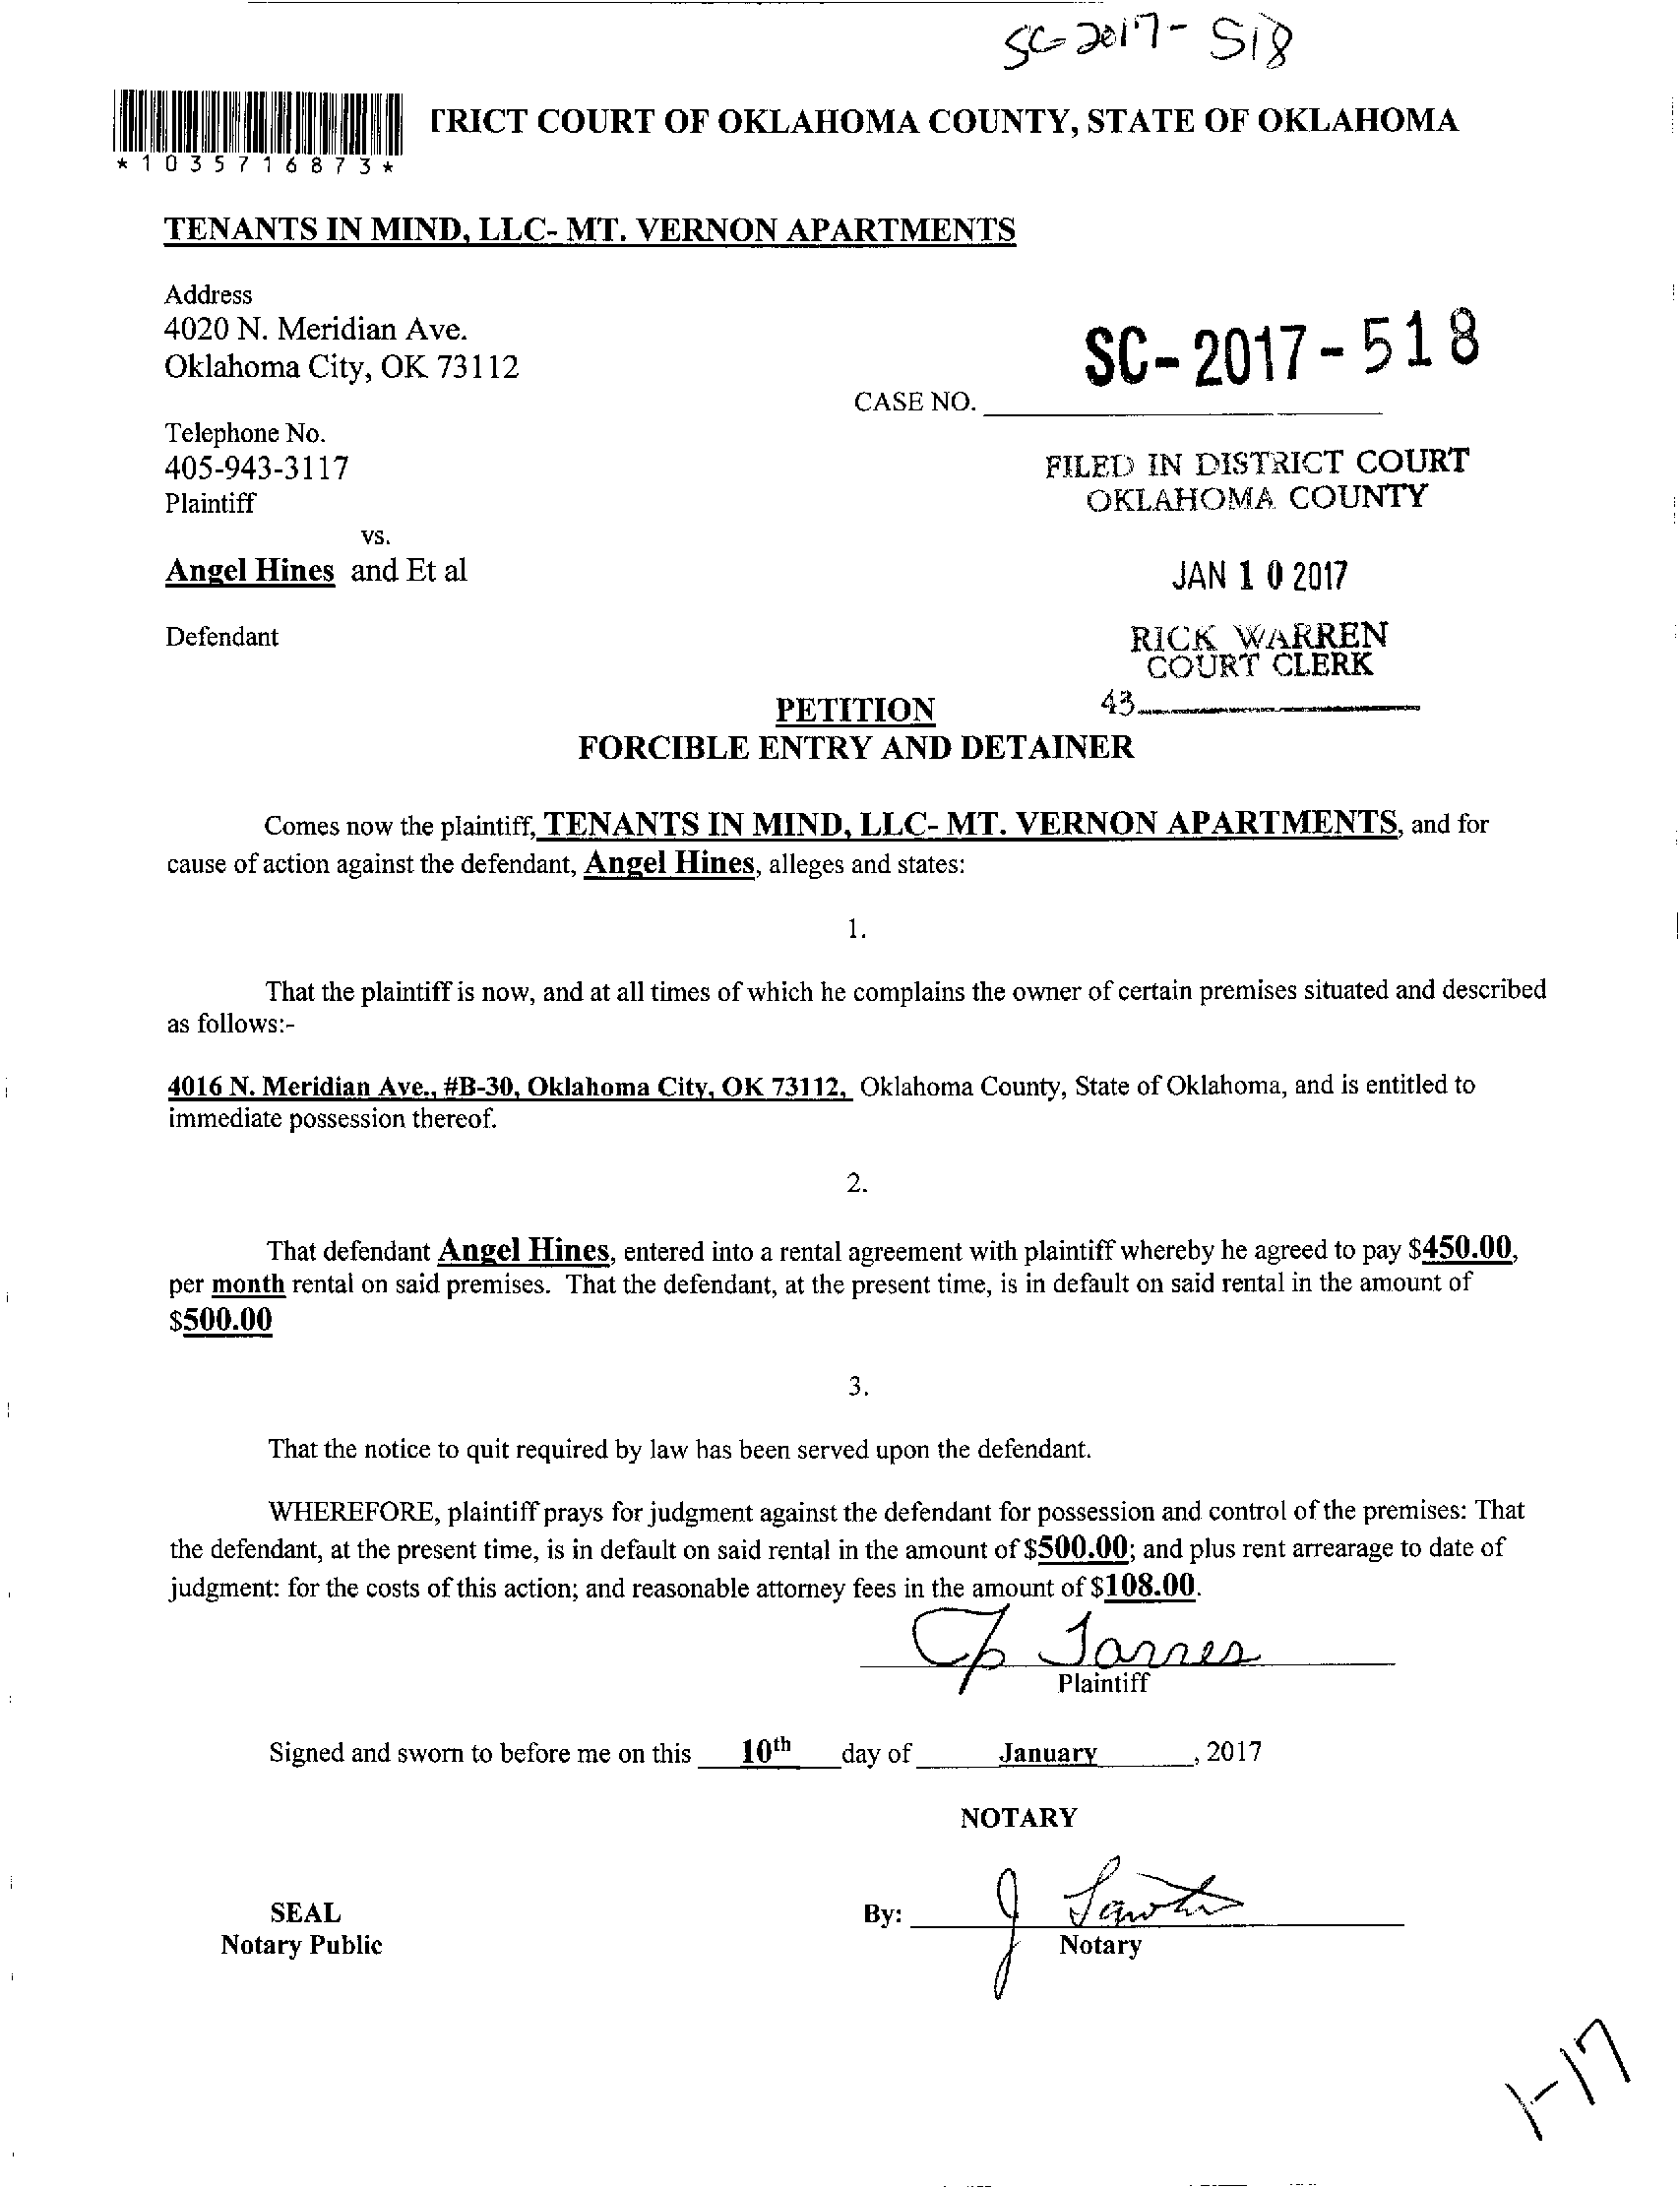 SC-2017-518
TRICT COURT OF OKLAHOMA COUNTY, STATE OF OKLAHOMA
*1035716873*
TENANTS IN MIND, LLC- MT. VERNON APARTMENTS
Address
4020 N. Meridian Ave.
Oklahoma City, OK 73112
SC-2017-518
CASE NO.
Telephone No.
405-943-3117
Plaintiff
FILED IN DISTRICT COURT
OKLAHOMA COUNTY
vs.
Angel Hines and Et al
JAN 10 2017
Defendant
RICK WARREN
COURT CLERK
43
PETITION
FORCIBLE ENTRY AND DETAINER
Comes now the plaintiff, TENANTS IN MIND, LLC- MT. VERNON APARTMENTS, and for
cause of action against the defendant, Angel Hines, alleges and states:
1.
That the plaintiff is now, and at all times of which he complains the owner of certain premises situated and described
as follows:-
4016 N. Meridian Ave., #B-30, Oklahoma City, OK 73112, Oklahoma County, State of Oklahoma, and is entitled to
immediate possession thereof.
2.
That defendant Angel Hines, entered into a rental agreement with plaintiff whereby he agreed to pay $450.00,
per month rental on said premises. That the defendant, at the present time, is in default on said rental in the amount of
$500.00
3.
That the notice to quit required by law has been served upon the defendant.
WHEREFORE, plaintiff prays for judgment against the defendant for possession and control of the premises: That
the defendant, at the present time, is in default on said rental in the amount of $500.00; and plus rent arrearage to date of
judgment: for the costs of this action; and reasonable attorney fees in the amount of $108.00.
Plaintiff
Signed and sworn to before me on this 10th day of January, 2017
NOTARY
SEAL
Notary Public
By: J
Notary
1-17